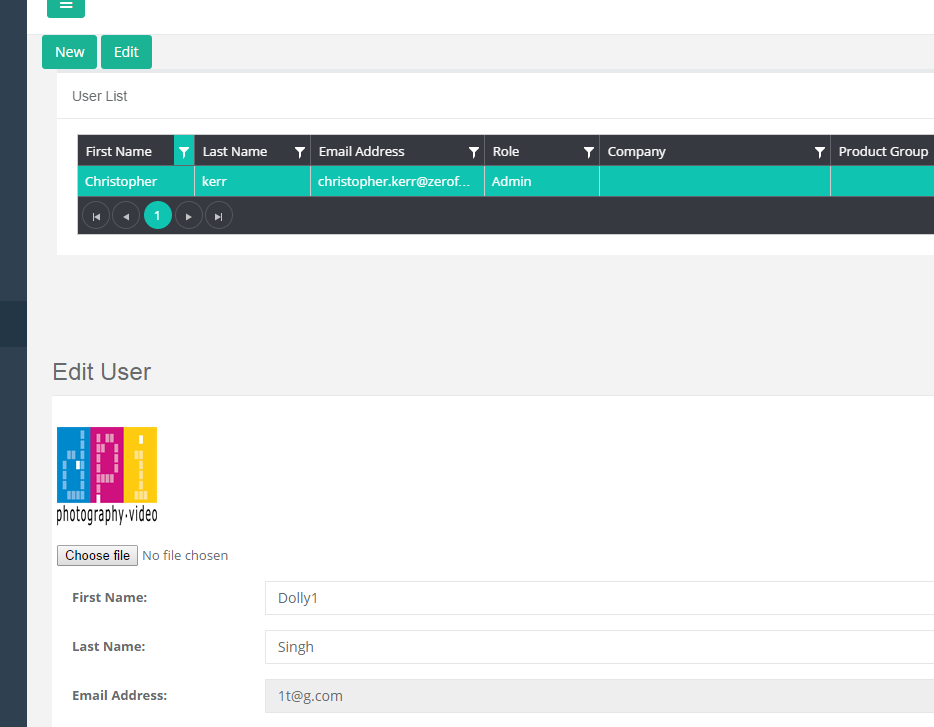 New Edit
User List
First Name Last Name Email Address Role Company Product Group
Christopher kerr christopher.kerr@zerof... Admin
1
Edit User
dpi
photography·video
Choose file No file chosen
First Name: Dolly1
Last Name: Singh
Email Address: 1t@g.com